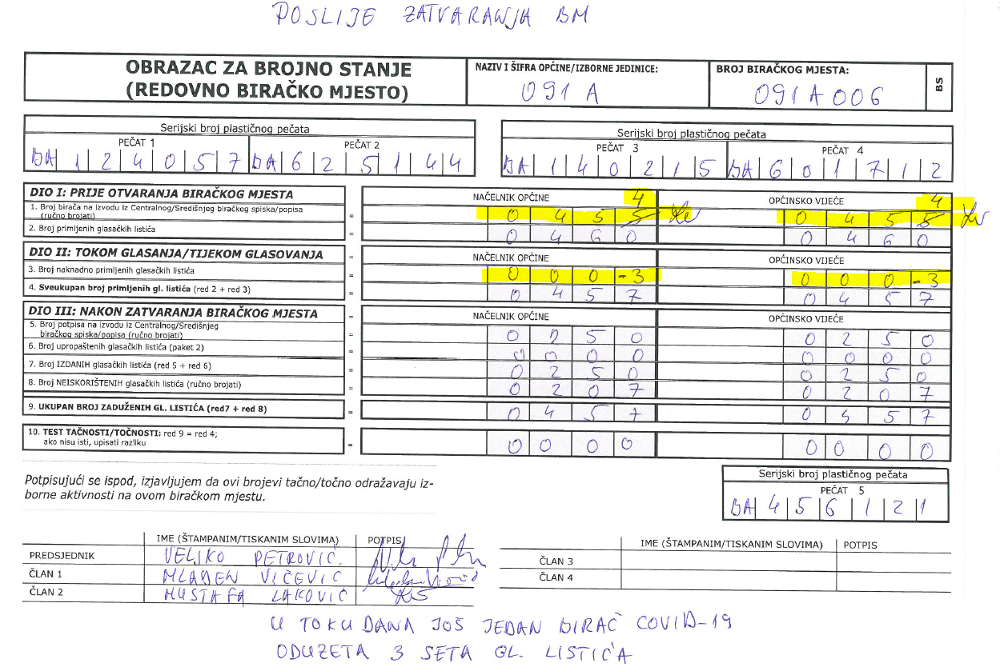 POSLIJE ZATVARANJA BM
OBRAZAC ZA BROJNO STANJE
(REDOVNO BIRAČKO MJESTO)
NAZIV I ŠIFRA OPĆINE/IZBORNE JEDINICE:
091 A
BROJ BIRAČKOG MJESTA:
091A006
BS
Serijski broj plastičnog pečata
PEČAT 1 PEČAT 2
BA 1 2 4 0 5 7 BA 6 2 5 1 4 4
Serijski broj plastičnog pečata
PEČAT 3 PEČAT 4
BA 1 4 0 2 1 5 BA 6 0 1 7 1 2
DIO I: PRIJE OTVARANJA BIRAČKOG MJESTA NAČELNIK OPĆINE 4 OPĆINSKO VIJEĆE 4
1. Broj birača na izvodu iz Centralnog/Središnjeg biračkog spiska/popisa
(ručno brojati) = 0 4 5 5 0 4 5 5
2. Broj primljenih glasačkih listića = 0 4 6 0 0 4 6 0
DIO II: TOKOM GLASANJA/TIJEKOM GLASOVANJA = NAČELNIK OPĆINE OPĆINSKO VIJEĆE
3. Broj naknadno primljenih glasačkih listića = 0 0 0 -3 0 0 0 -3
4. Sveukupan broj primljenih gl. listića (red 2 + red 3) = 0 4 5 7 0 4 5 7
DIO III: NAKON ZATVARANJA BIRAČKOG MJESTA NAČELNIK OPĆINE OPĆINSKO VIJEĆE
5. Broj potpisa na izvodu iz Centralnog/Središnjeg
biračkog spiska/popisa (ručno brojati) = 0 2 5 0 0 2 5 0
6. Broj upropaštenih glasačkih listića (paket 2) = 0 0 0 0 0 0 0 0
7. Broj IZDANIH glasačkih listića (red 5 + red 6) = 0 2 5 0 0 2 5 0
8. Broj NEISKORIŠTENIH glasačkih listića (ručno brojati) = 0 2 0 7 0 2 0 7
9. UKUPAN BROJ ZADUŽENIH GL. LISTIĆA (red7 + red 8) = 0 4 5 7 0 4 5 7
10. TEST TAČNOSTI/TOČNOSTI: red 9 = red 4;
ako nisu isti, upisati razliku = 0 0 0 0 0 0 0 0
Potpisujući se ispod, izjavljujem da ovi brojevi tačno/točno odražavaju iz-
borne aktivnosti na ovom biračkom mjestu.
Serijski broj plastičnog pečata
PEČAT 5
BA 4 5 6 1 2 1
IME (ŠTAMPANIM/TISKANIM SLOVIMA) POTPIS
PREDSJEDNIK VELJKO PETROVIĆ.
ČLAN 1 MLADEN VIČEVIĆ
ČLAN 2 MUSTAFA LAKOVIĆ
IME (ŠTAMPANIM/TISKANIM SLOVIMA) POTPIS
ČLAN 3
ČLAN 4
U TOKU DANA JOŠ JEDAN BIRAČ COVID-19
ODUZETA 3 SETA GL. LISTIĆA